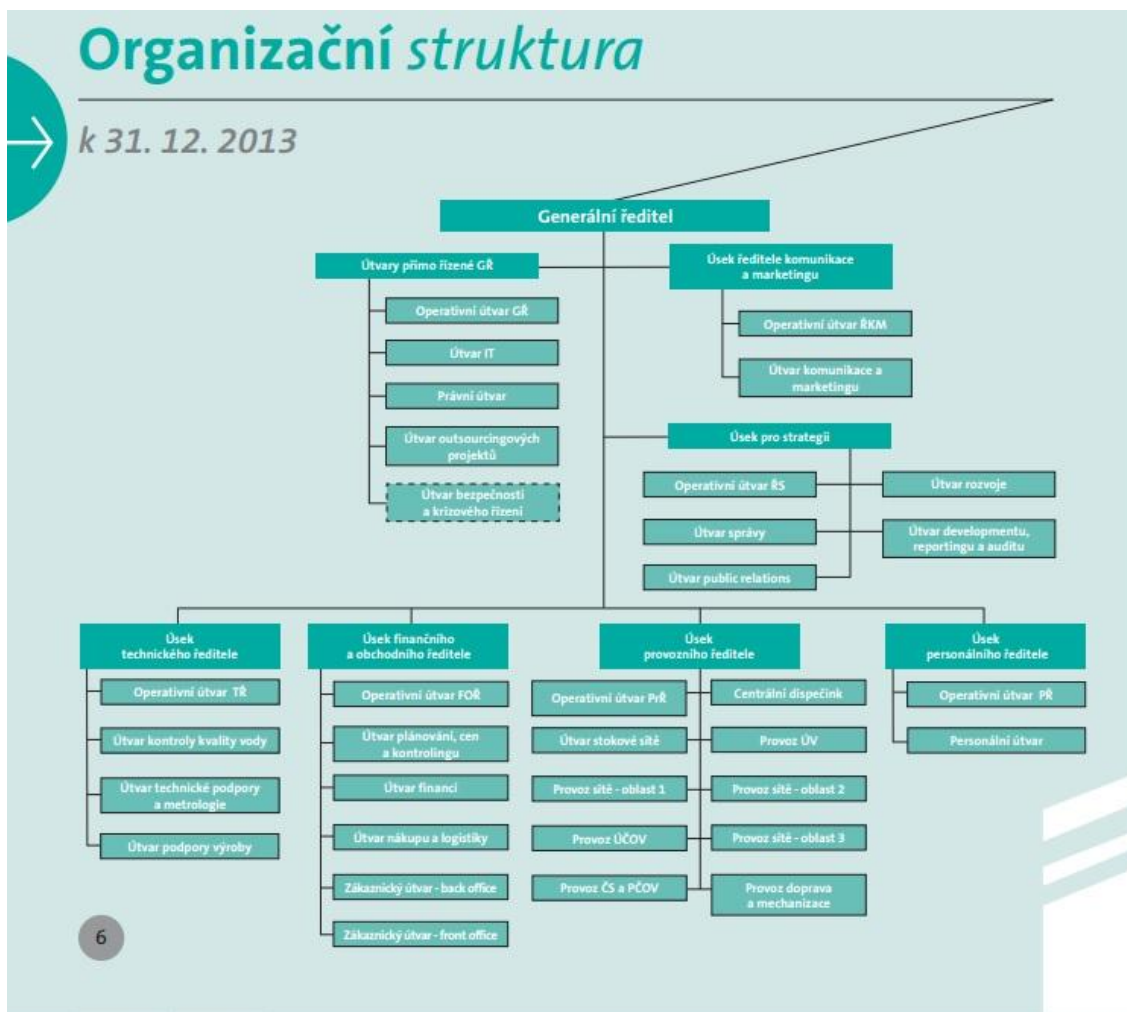 Organizační struktura
k 31. 12. 2013
Generální ředitel
Útvary přímo řízené GŘ
Operativní útvar GŘ
Útvar IT
Právní útvar
Útvar outsourcingových
projektů
Útvar bezpečnosti
a krizového řízení
Úsek ředitele komunikace
a marketingu
Operativní útvar ŘKM
Útvar komunikace a
marketingu
Úsek pro strategii
Operativní útvar ŘS
Útvar rozvoje
Útvar správy
Útvar developmentu,
reportingu a auditu
Útvar public relations
Úsek
technického ředitele
Operativní útvar TŘ
Útvar kontroly kvality vody
Útvar technické podpory
a metrologie
Útvar podpory výroby
Úsek finančního
a obchodního ředitele
Operativní útvar FOŘ
Útvar plánování, cen
a kontrolingu
Útvar financí
Útvar nákupu a logistiky
Zákaznický útvar - back office
Zákaznický útvar - front office
Úsek
provozního ředitele
Operativní útvar PrŘ
Centrální dispečink
Útvar stokové sítě
Provoz ÚV
Provoz sítě - oblast 1
Provoz sítě - oblast 2
Provoz ÚČOV
Provoz sítě - oblast 3
Provoz ČS a PČOV
Provoz doprava
a mechanizace
Úsek
personálního ředitele
Operativní útvar PŘ
Personální útvar
6